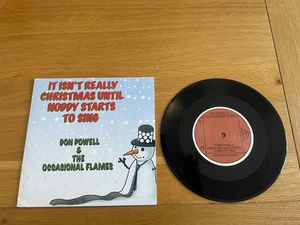 IT ISN'T REALLY
CHRISTMAS UNTIL
NODDY STARTS
TO SING
DON POWELL
&
THE
OCCASIONAL FLAMES